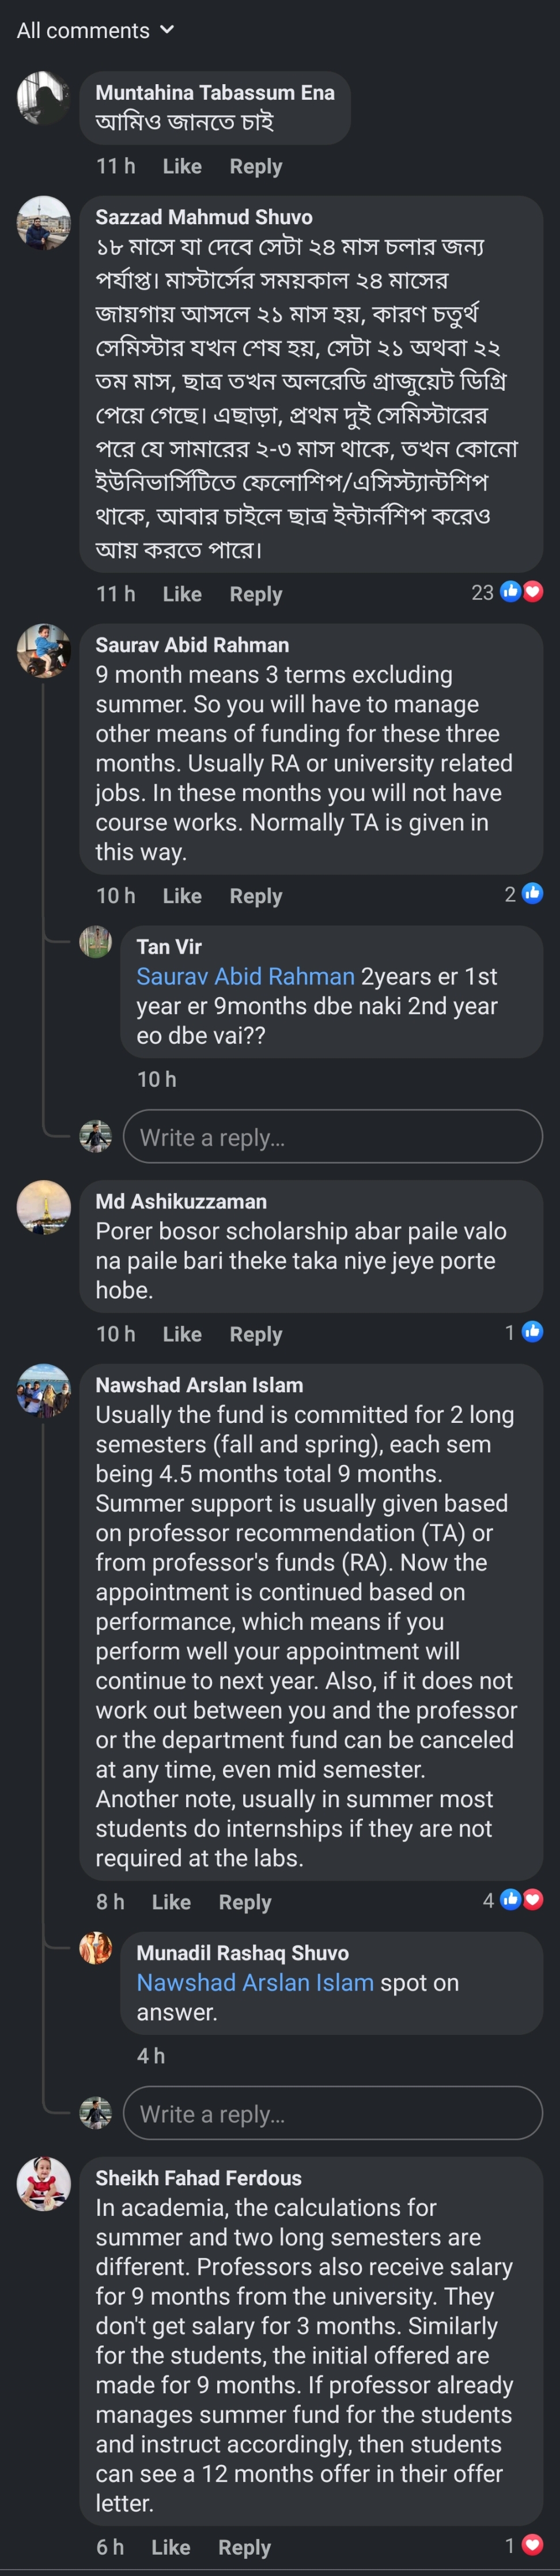 All comments
Muntahina Tabassum Ena
আমিও জানতে চাই
11 h Like Reply
Sazzad Mahmud Shuvo
১৮ মাসে যা দেবে সেটা ২৪ মাস চলার জন্য
পর্যাপ্ত। মাস্টার্সের সময়কাল ২৪ মাসের
জায়গায় আসলে ২১ মাস হয়, কারণ চতুর্থ
সেমিস্টার যখন শেষ হয়, সেটা ২১ অথবা ২২
তম মাস, ছাত্র তখন অলরেডি গ্রাজুয়েট ডিগ্রি
পেয়ে গেছে। এছাড়া, প্রথম দুই সেমিস্টারের
পরে যে সামারের ২-৩ মাস থাকে, তখন কোনো
ইউনিভার্সিটিতে ফেলোশিপ/এসিস্ট্যান্টশিপ
থাকে, আবার চাইলে ছাত্র ইন্টার্নশিপ করেও
আয় করতে পারে।
11 h Like Reply 23
Saurav Abid Rahman
9 month means 3 terms excluding
summer. So you will have to manage
other means of funding for these three
months. Usually RA or university related
jobs. In these months you will not have
course works. Normally TA is given in
this way.
10 h Like Reply 2
Tan Vir
Saurav Abid Rahman 2years er 1st
year er 9months dbe naki 2nd year
eo dbe vai??
10 h
Write a reply...
Md Ashikuzzaman
Porer bosor scholarship abar paile valo
na paile bari theke taka niye jeye porte
hobe.
10 h Like Reply 1
Nawshad Arslan Islam
Usually the fund is committed for 2 long
semesters (fall and spring), each sem
being 4.5 months total 9 months.
Summer support is usually given based
on professor recommendation (TA) or
from professor's funds (RA). Now the
appointment is continued based on
performance, which means if you
perform well your appointment will
continue to next year. Also, if it does not
work out between you and the professor
or the department fund can be canceled
at any time, even mid semester.
Another note, usually in summer most
students do internships if they are not
required at the labs.
8 h Like Reply 4
Munadil Rashaq Shuvo
Nawshad Arslan Islam spot on
answer.
4 h
Write a reply...
Sheikh Fahad Ferdous
In academia, the calculations for
summer and two long semesters are
different. Professors also receive salary
for 9 months from the university. They
don't get salary for 3 months. Similarly
for the students, the initial offered are
made for 9 months. If professor already
manages summer fund for the students
and instruct accordingly, then students
can see a 12 months offer in their offer
letter.
6 h Like Reply 1